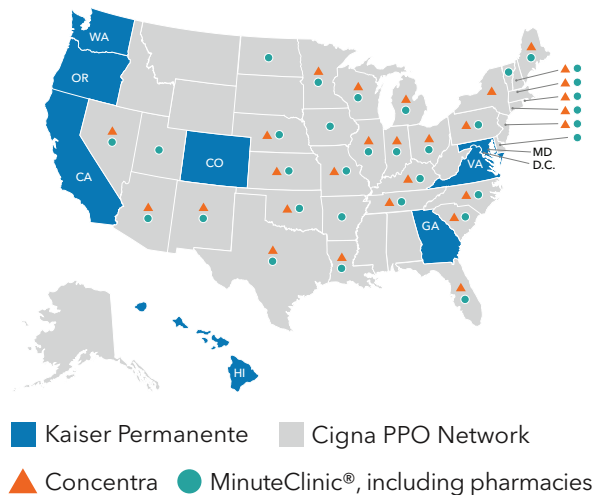 WA
OR
CA
CO
MD
VA
D.C.
GA
HI
Kaiser Permanente Cigna PPO Network
Concentra MinuteClinic®, including pharmacies